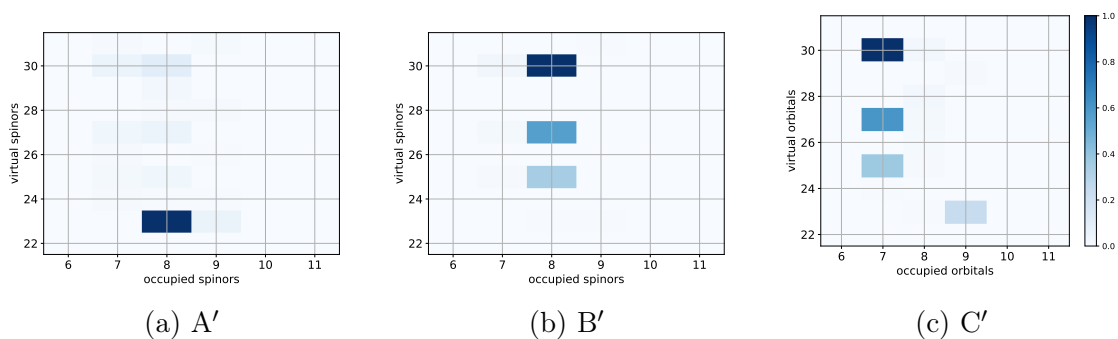 30
28
26
24
22
virtual spinors
6 7 8 9 10 11
occupied spinors
(a) A′
30
28
26
24
22
virtual spinors
6 7 8 9 10 11
occupied spinors
(b) B′
30
28
26
24
22
virtual orbitals
6 7 8 9 10 11
occupied orbitals
1.0
0.8
0.6
0.4
0.2
0.0
(c) C′